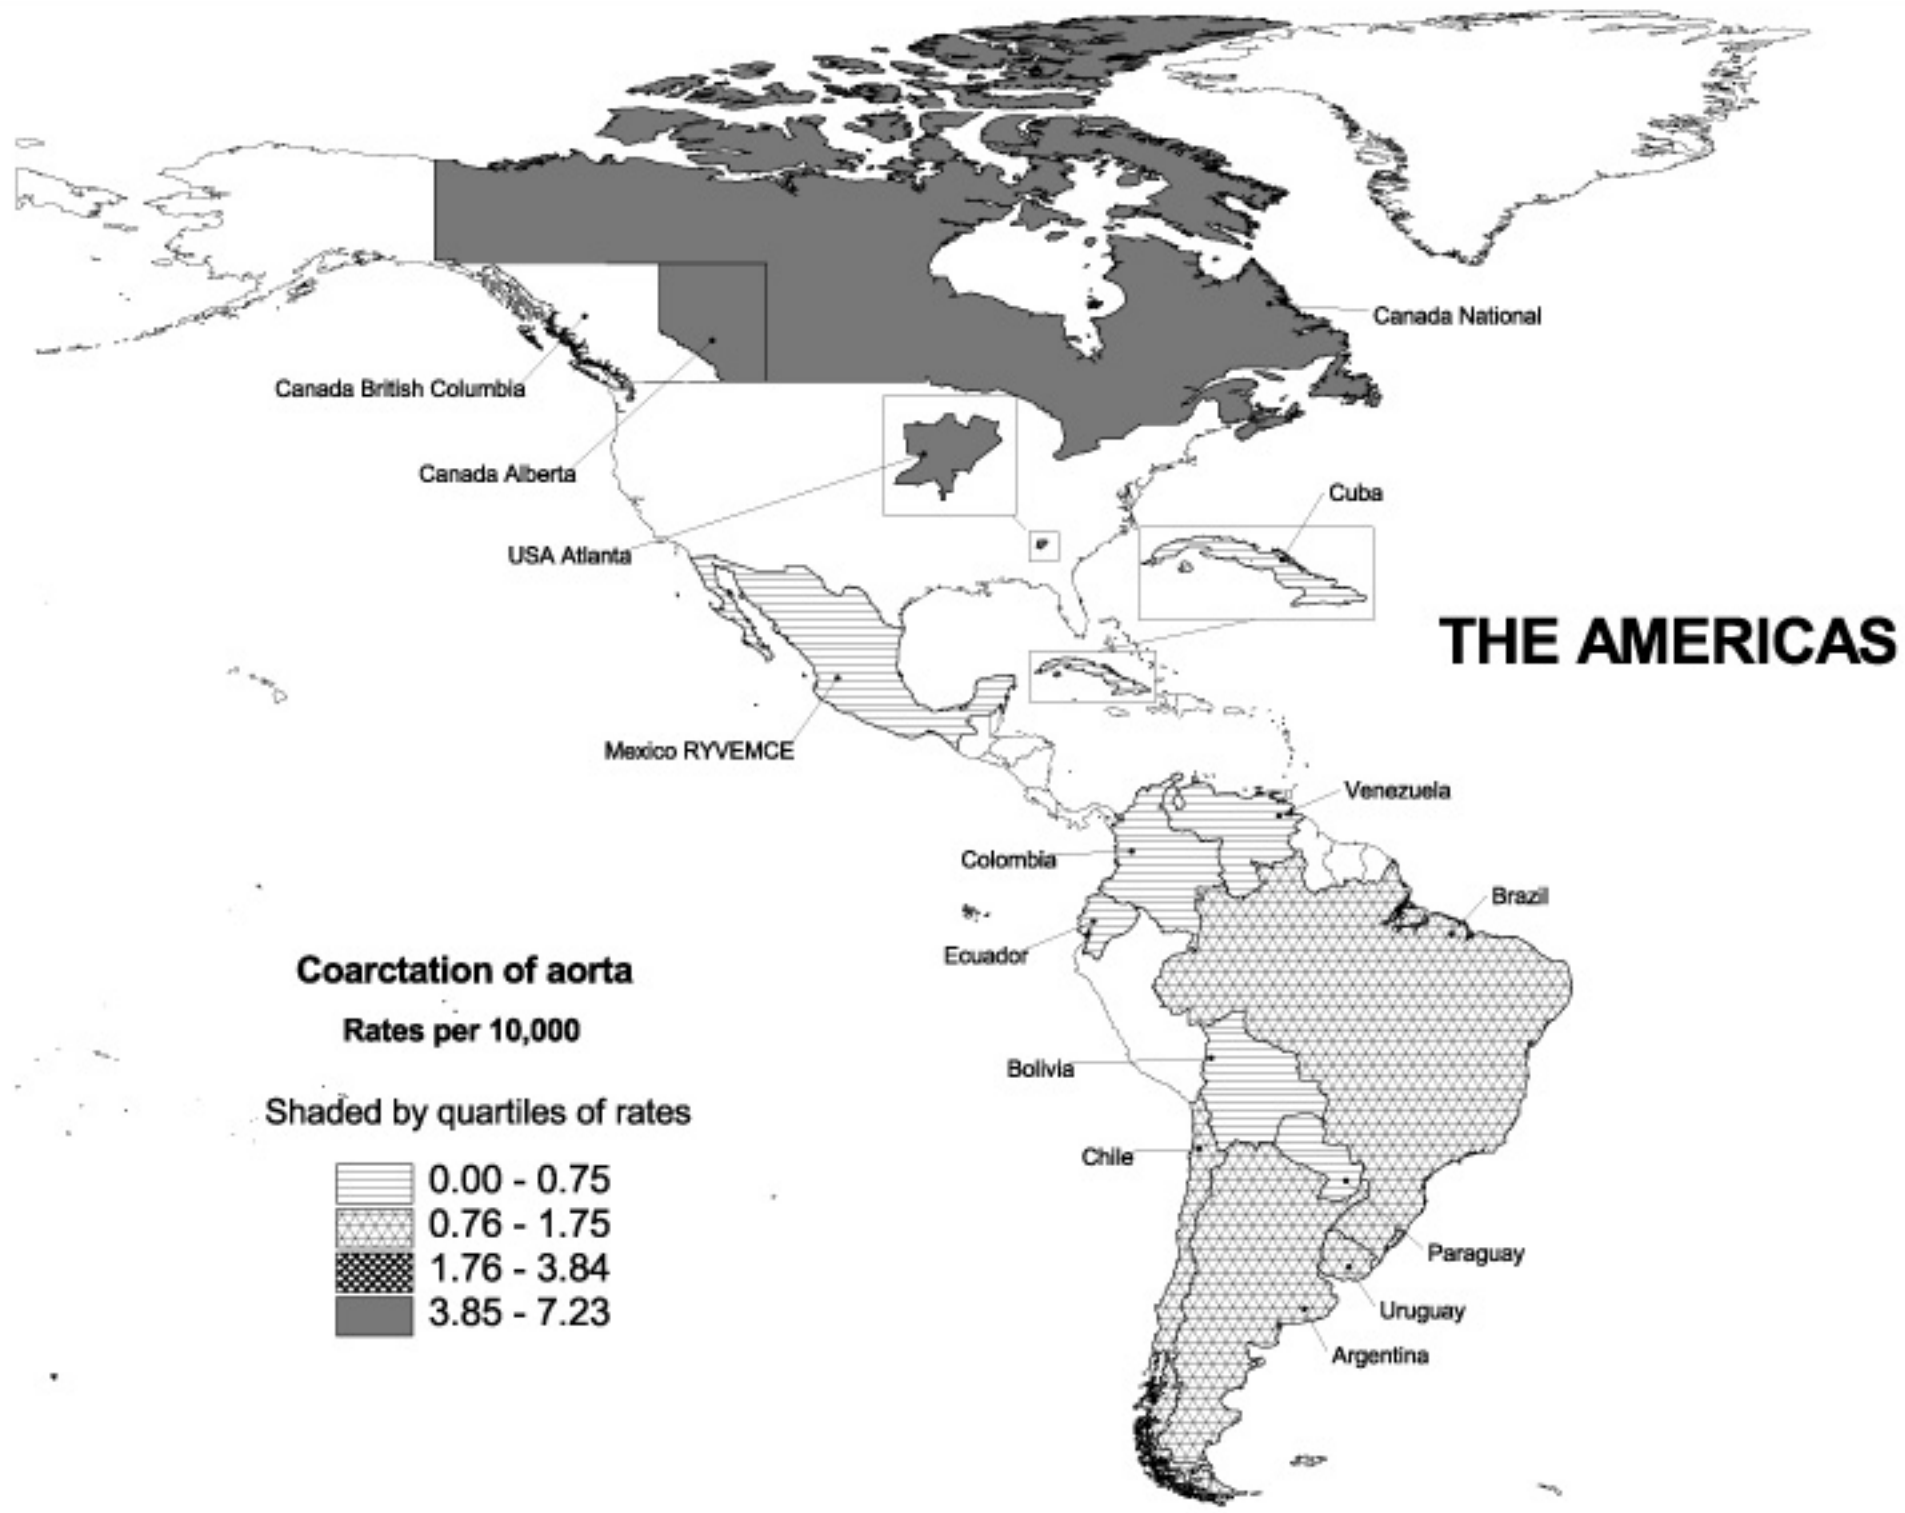 Canada National
Canada British Columbia
Canada Alberta
Cuba
USA Atlanta
THE AMERICAS
Mexico RYVEMCE
Venezuela
Colombia
Brazil
Ecuador
Coarctation of aorta
Rates per 10,000
Bolivia
Shaded by quartiles of rates
Chile
0.00 - 0.75
0.76 - 1.75
Paraguay
1.76 - 3.84
Uruguay
3.85 - 7.23
Argentina